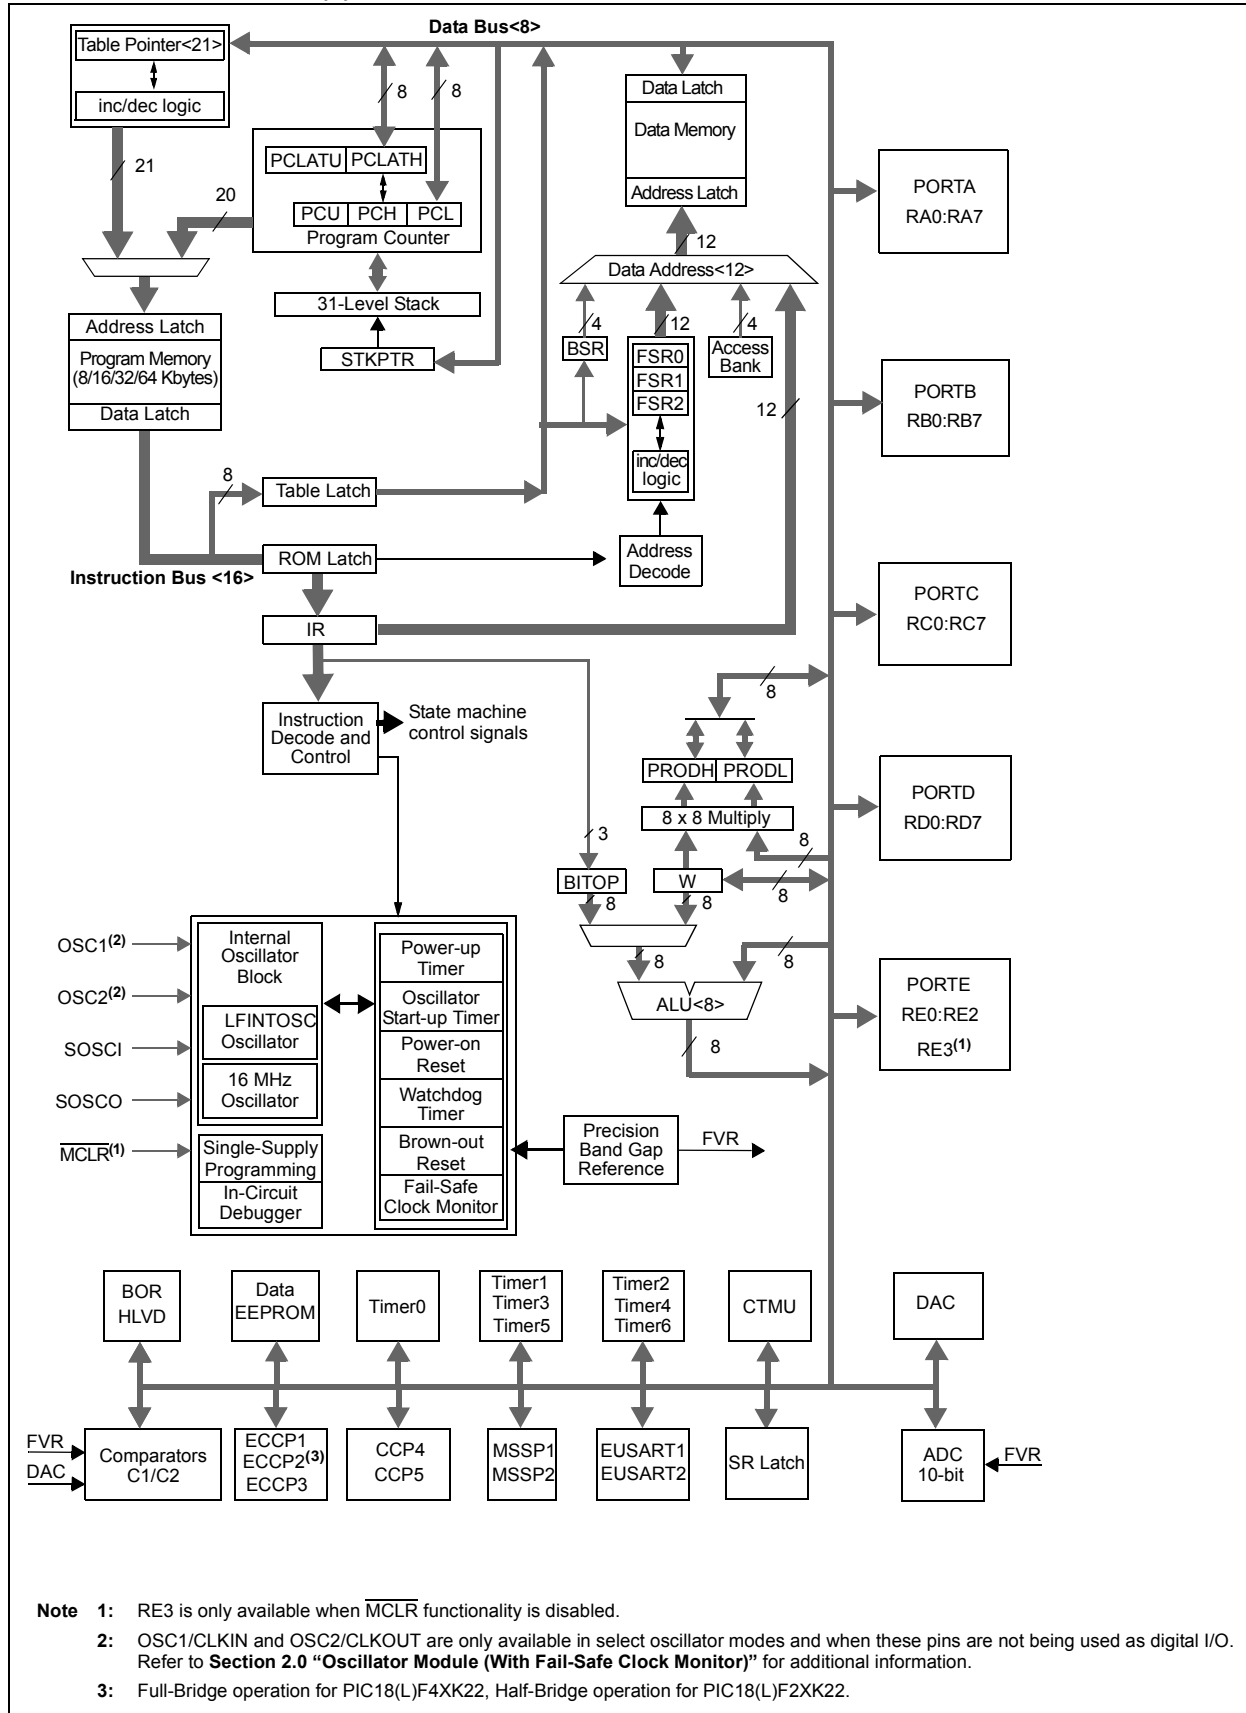 Data Bus<8>
Table Pointer<21>
inc/dec logic
21
20
8
8
PCLATU PCLATH
PCU PCH PCL
Program Counter
31-Level Stack
STKPTR
Data Latch
Data Memory
Address Latch
12
Data Address<12>
4
12
4
BSR
FSR0
FSR1
FSR2
inc/dec
logic
Access
Bank
12
Address
Decode
Address Latch
Program Memory
(8/16/32/64 Kbytes)
Data Latch
8
Table Latch
ROM Latch
Instruction Bus <16>
IR
Instruction
Decode and
Control
State machine
control signals
8
PRODH PRODL
8 x 8 Multiply
3
8
BITOP
W
8
8
8
8
8
ALU<8>
8
PORTA
RA0:RA7
PORTB
RB0:RB7
PORTC
RC0:RC7
PORTD
RD0:RD7
PORTE
RE0:RE2
RE3(1)
OSC1(2)
OSC2(2)
SOSCI
SOSCO
MCLR(1)
Internal
Oscillator
Block
LFINTOSC
Oscillator
16 MHz
Oscillator
Single-Supply
Programming
In-Circuit
Debugger
Power-up
Timer
Oscillator
Start-up Timer
Power-on
Reset
Watchdog
Timer
Brown-out
Reset
Fail-Safe
Clock Monitor
Precision
Band Gap
Reference
FVR
BOR
HLVD
Data
EEPROM
Timer0
Timer1
Timer3
Timer5
Timer2
Timer4
Timer6
CTMU
DAC
FVR
DAC
Comparators
C1/C2
ECCP1
ECCP2(3)
ECCP3
CCP4
CCP5
MSSP1
MSSP2
EUSART1
EUSART2
SR Latch
ADC
10-bit
FVR
Note 1: RE3 is only available when MCLR functionality is disabled.
2: OSC1/CLKIN and OSC2/CLKOUT are only available in select oscillator modes and when these pins are not being used as digital I/O.
Refer to Section 2.0 “Oscillator Module (With Fail-Safe Clock Monitor)” for additional information.
3: Full-Bridge operation for PIC18(L)F4XK22, Half-Bridge operation for PIC18(L)F2XK22.